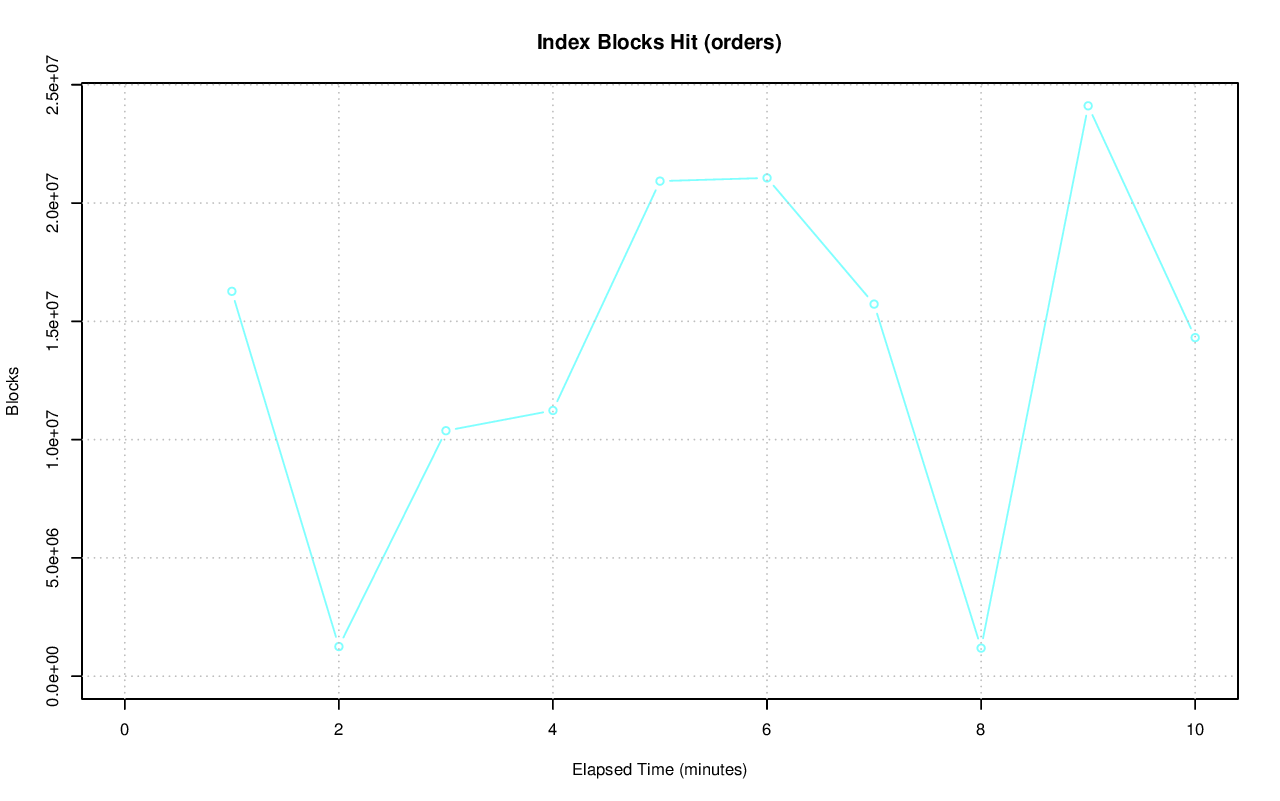 Index Blocks Hit (orders)
2.5e+07
2.0e+07
1.5e+07
1.0e+07
5.0e+06
0.0e+00
Blocks
0 2 4 6 8 10
Elapsed Time (minutes)